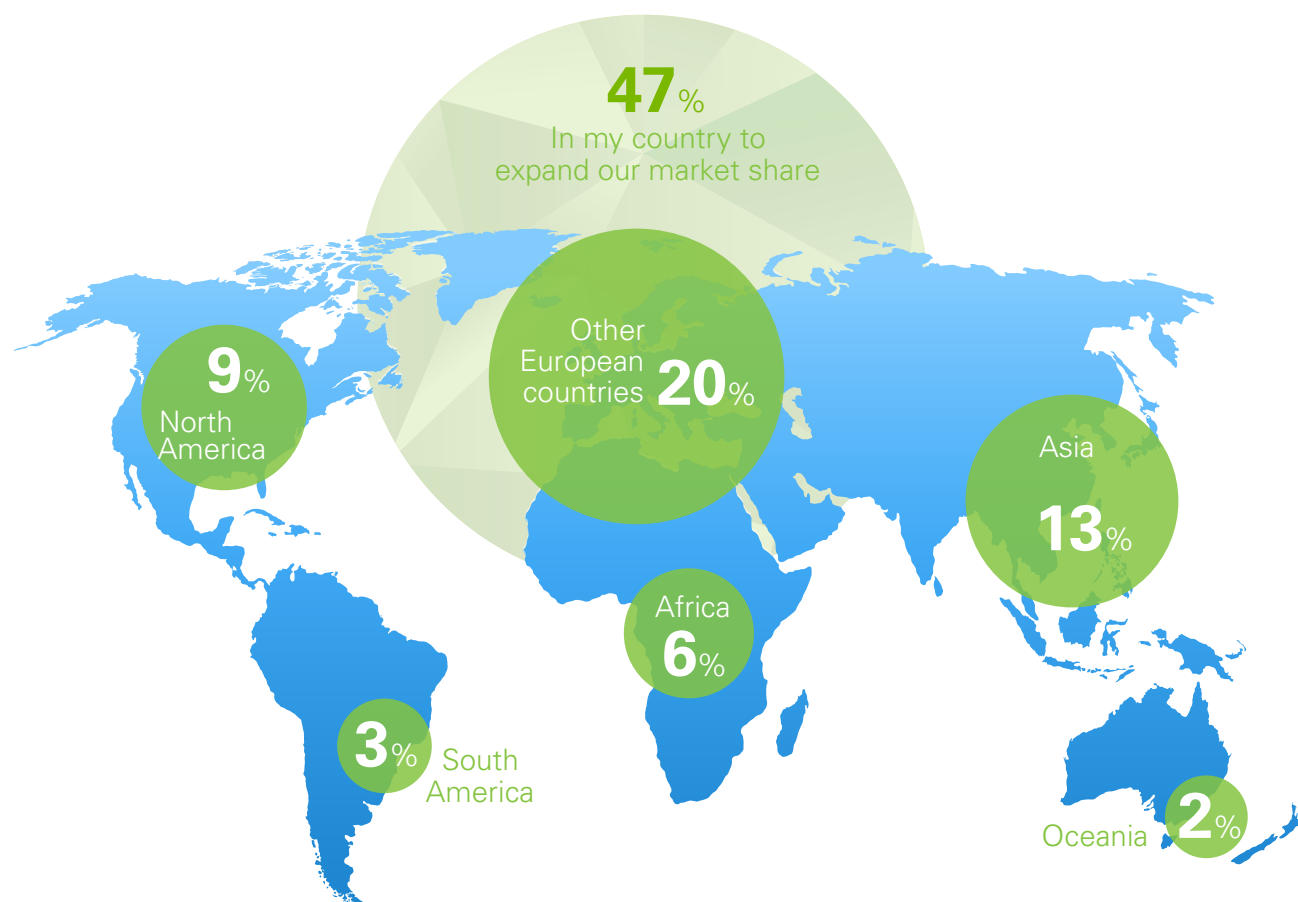 47%
In my country to
expand our market share
Other
European
countries 20%
9%
North
America
Asia
13%
Africa
6%
3%
South
America
Oceania
2%